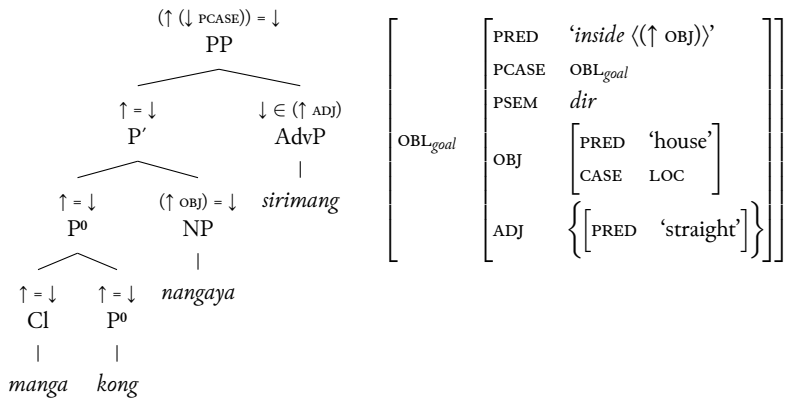 (↑ (↓ PCASE)) = ↓
PP
↑ = ↓ ↓ ∈ (↑ ADJ)
P′ AdvP
sirimang
↑ = ↓ (↑ OBJ) = ↓
P⁰ NP
nangaya
↑ = ↓ ↑ = ↓
Cl P⁰
manga kong
OBLgoal
PRED ‘inside ⟨(↑ OBJ)⟩’
PCASE OBLgoal
PSEM dir
OBJ
PRED ‘house’
CASE LOC
ADJ {[PRED ‘straight’]}